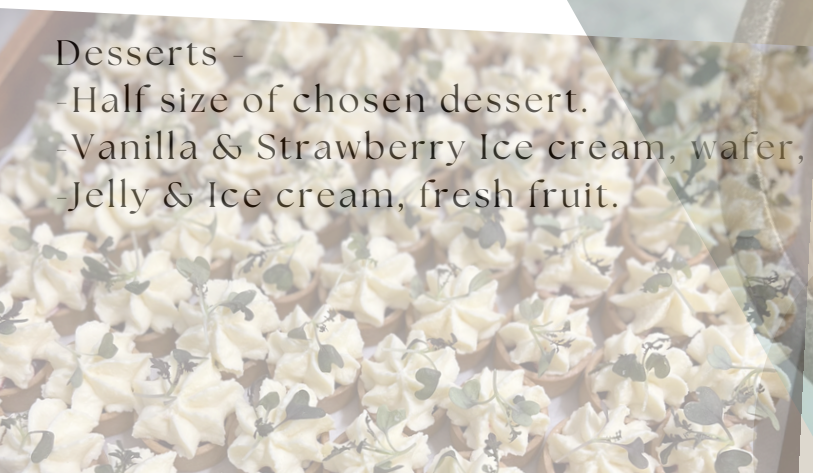 Desserts -
-Half size of chosen dessert.
-Vanilla & Strawberry Ice cream, wafer,
-Jelly & Ice cream, fresh fruit.